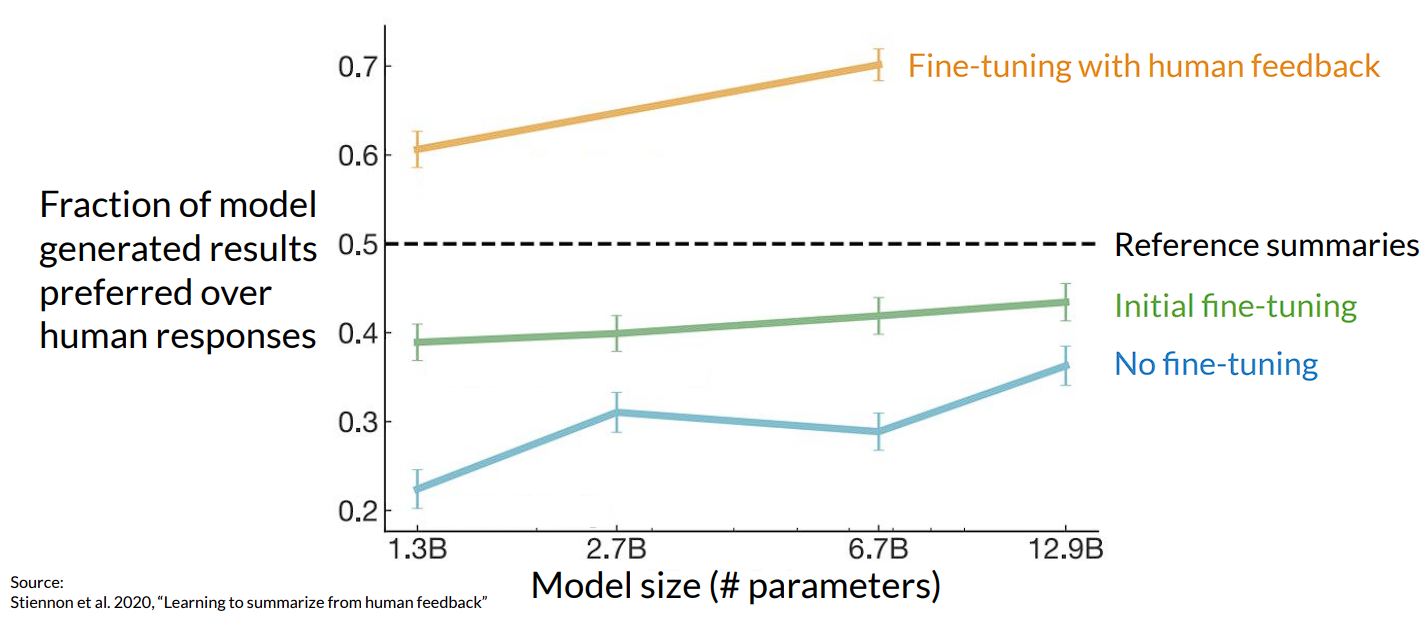 0.7
Fine-tuning with human feedback
0.6
Fraction of model
generated results
preferred over
human responses
0.5
Reference summaries
Initial fine-tuning
0.4
No fine-tuning
0.3
0.2
1.3B 2.7B 6.7B 12.9B
Model size (# parameters)
Source:
Stiennon et al. 2020, “Learning to summarize from human feedback”